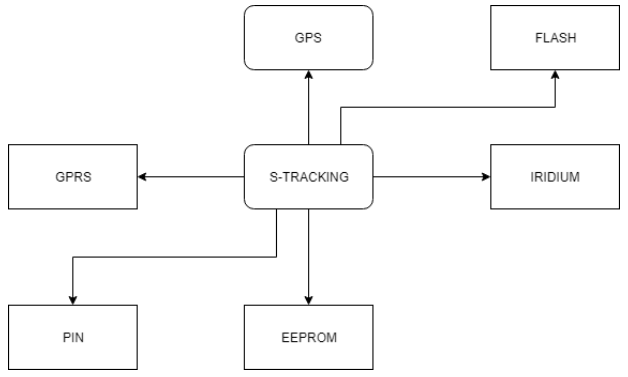 GPS
FLASH
GPRS
S-TRACKING
IRIDIUM
PIN
EEPROM